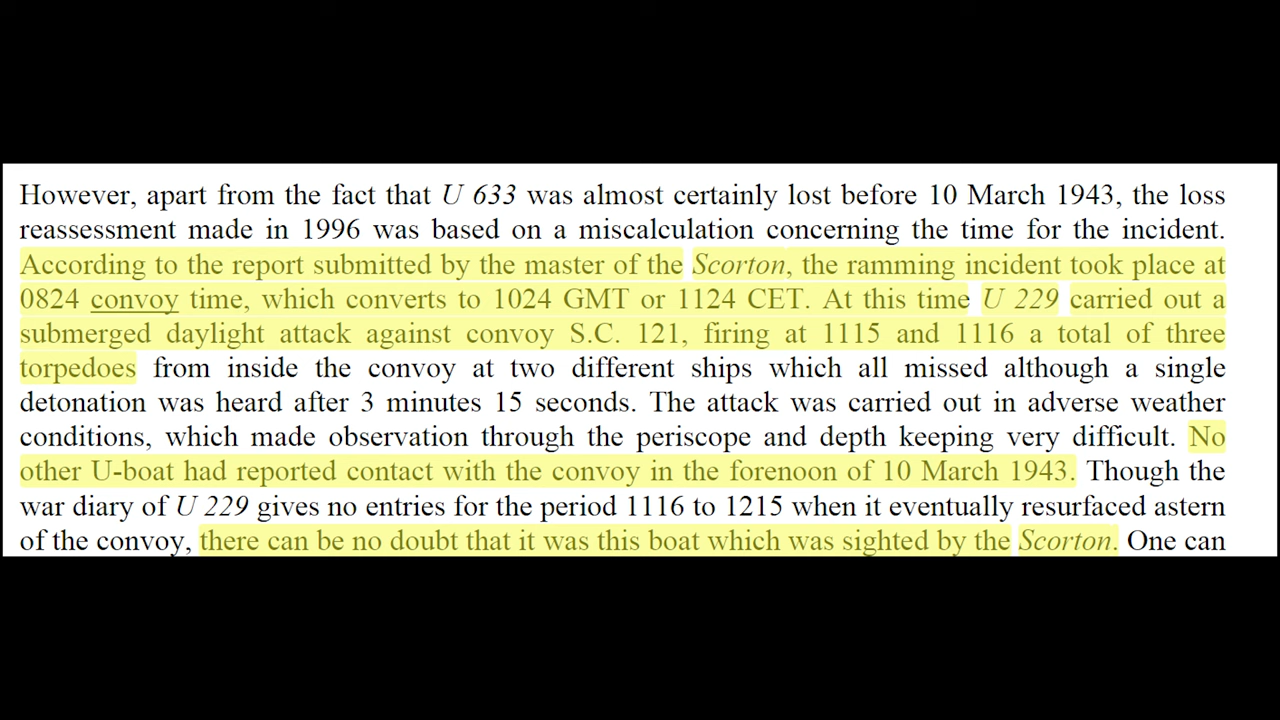 However, apart from the fact that U 633 was almost certainly lost before 10 March 1943, the loss
reassessment made in 1996 was based on a miscalculation concerning the time for the incident.
According to the report submitted by the master of the Scorton, the ramming incident took place at
0824 convoy time, which converts to 1024 GMT or 1124 CET. At this time U 229 carried out a
submerged daylight attack against convoy S.C. 121, firing at 1115 and 1116 a total of three
torpedoes from inside the convoy at two different ships which all missed although a single
detonation was heard after 3 minutes 15 seconds. The attack was carried out in adverse weather
conditions, which made observation through the periscope and depth keeping very difficult. No
other U-boat had reported contact with the convoy in the forenoon of 10 March 1943. Though the
war diary of U 229 gives no entries for the period 1116 to 1215 when it eventually resurfaced astern
of the convoy, there can be no doubt that it was this boat which was sighted by the Scorton. One can